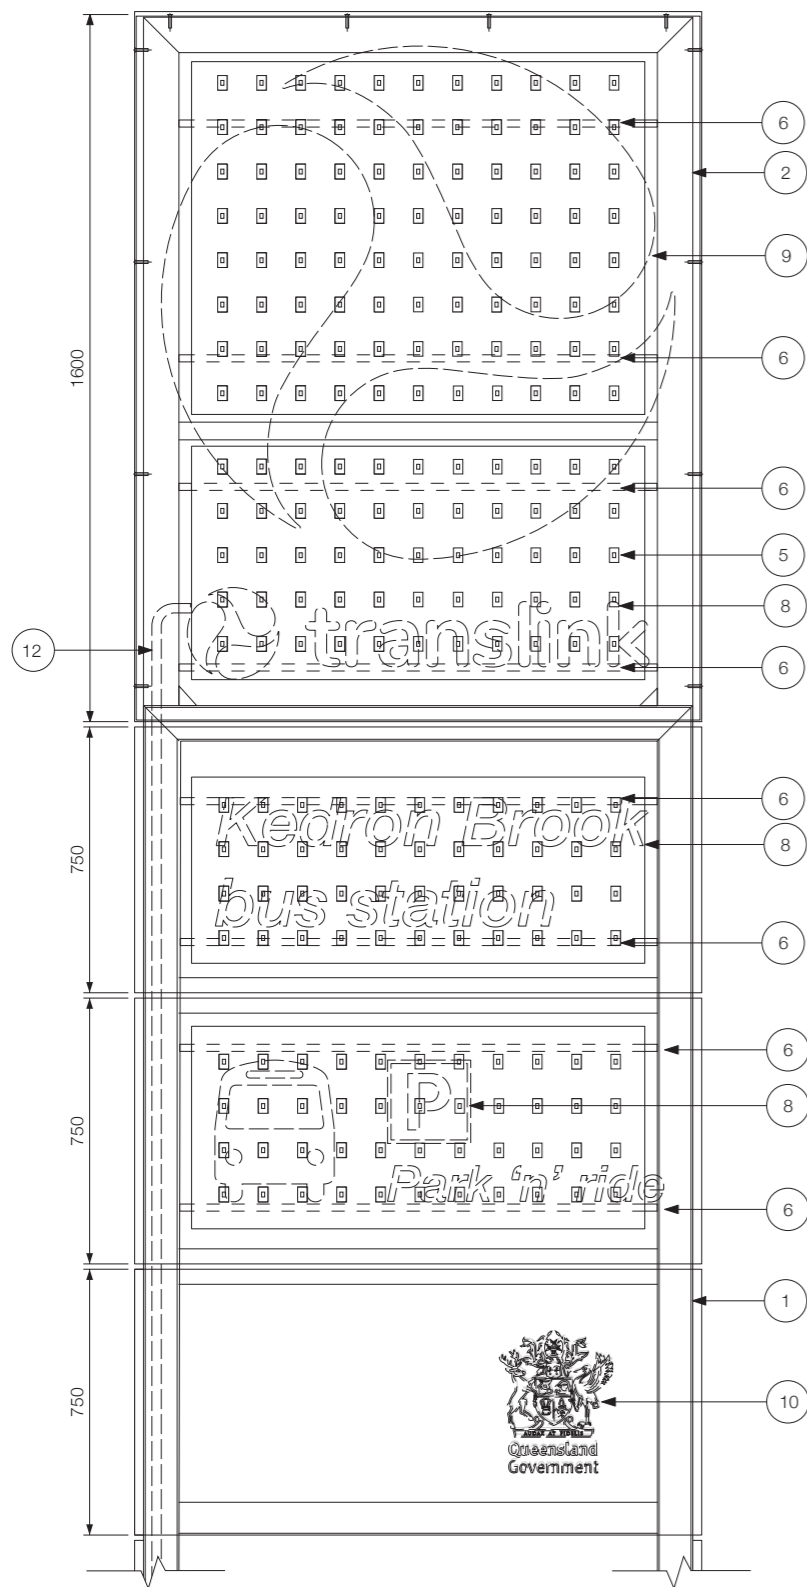 6
2
9
1600
6
6
5
8
translink
12
6
6
Kedron Brook
750
8
bus station
6
6
P
8
750
Park 'n' ride
6
1
750
10
AUDAX AT FIDELIS
Queensland
Government